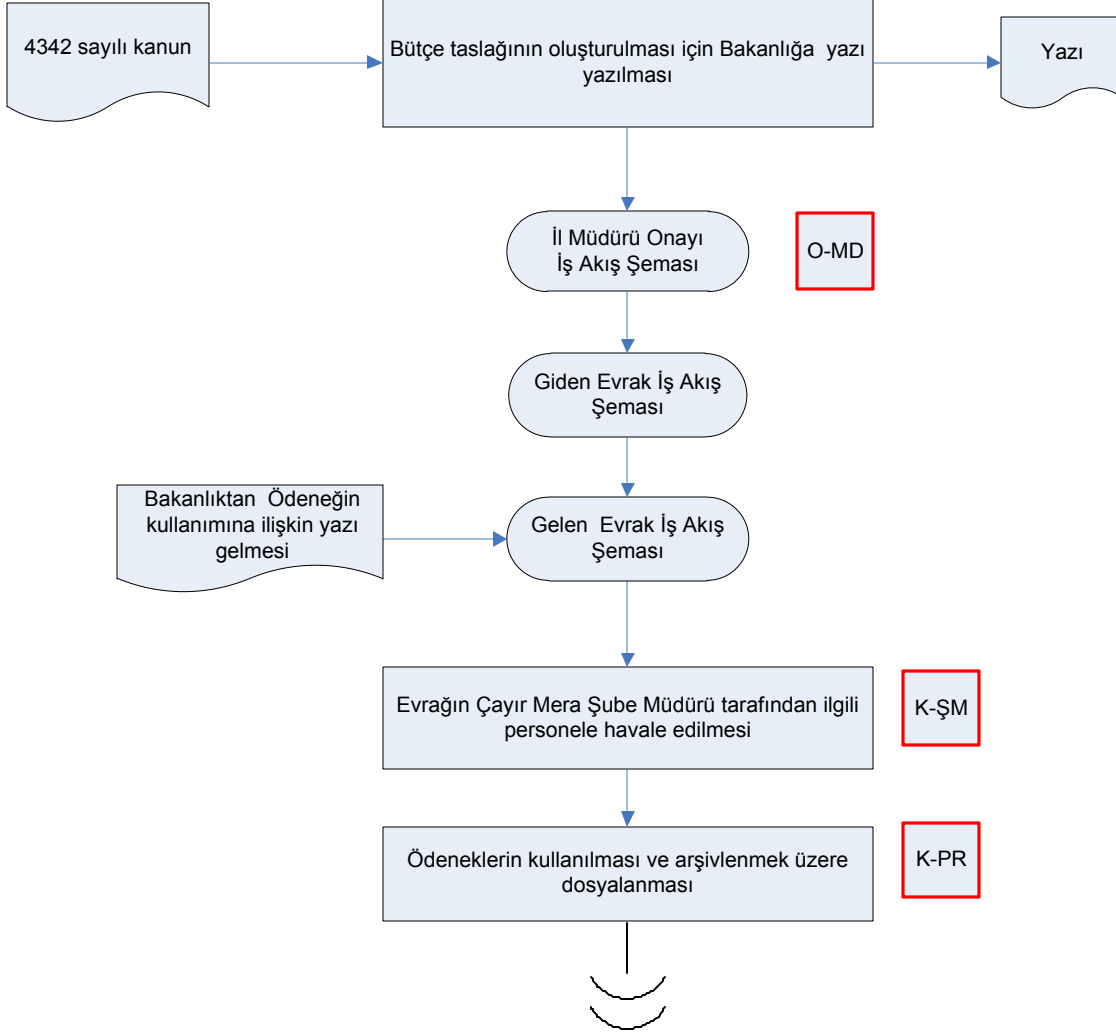 4342 sayılı kanun
Bütçe taslağının oluşturulması için Bakanlığa  yazı
yazılması
Yazı
İl Müdürü Onayı
İş Akış Şeması
O-MD
Giden Evrak İş Akış
Şeması
Bakanlıktan  Ödeneğin
kullanımına ilişkin yazı
gelmesi
Gelen  Evrak İş Akış
Şeması
Evrağın Çayır Mera Şube Müdürü tarafından ilgili
personele havale edilmesi
K-ŞM
Ödeneklerin kullanılması ve arşivlenmek üzere
dosyalanması
K-PR